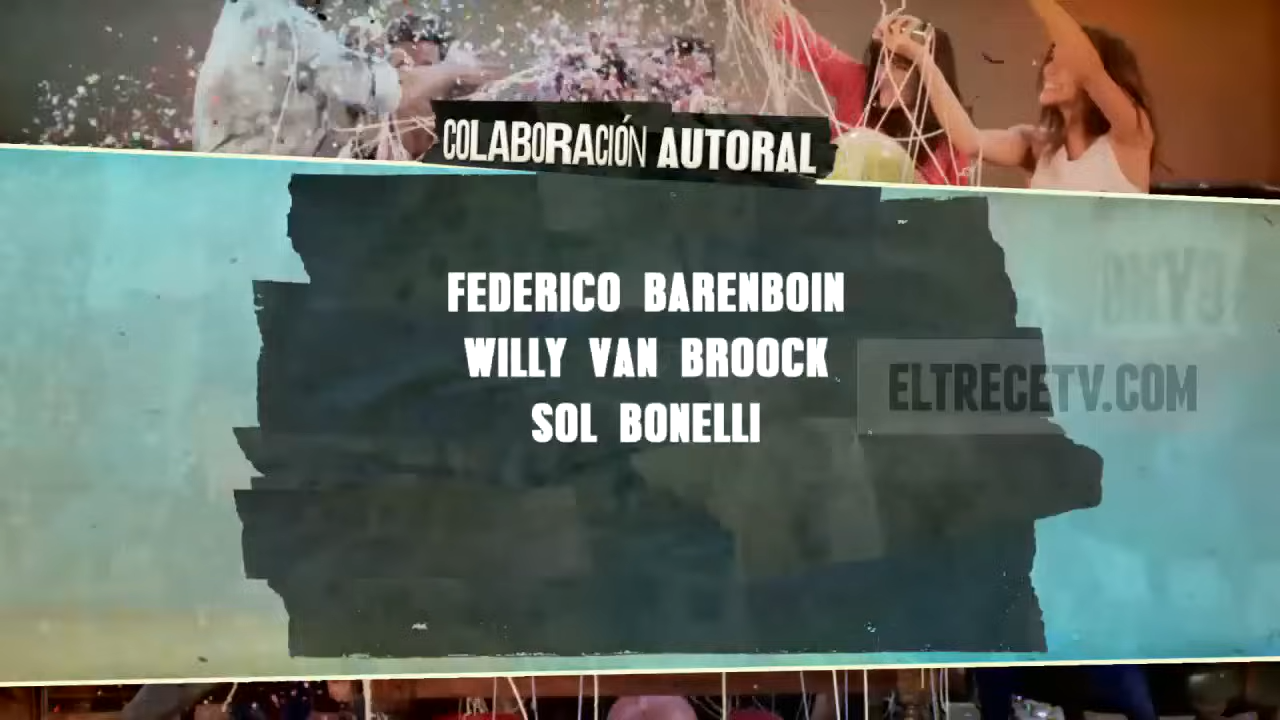 COLABORACIÓN AUTORAL
FEDERICO BARENBOIN
WILLY VAN BROOCK
SOL BONELLI
ELTRECETV.COM